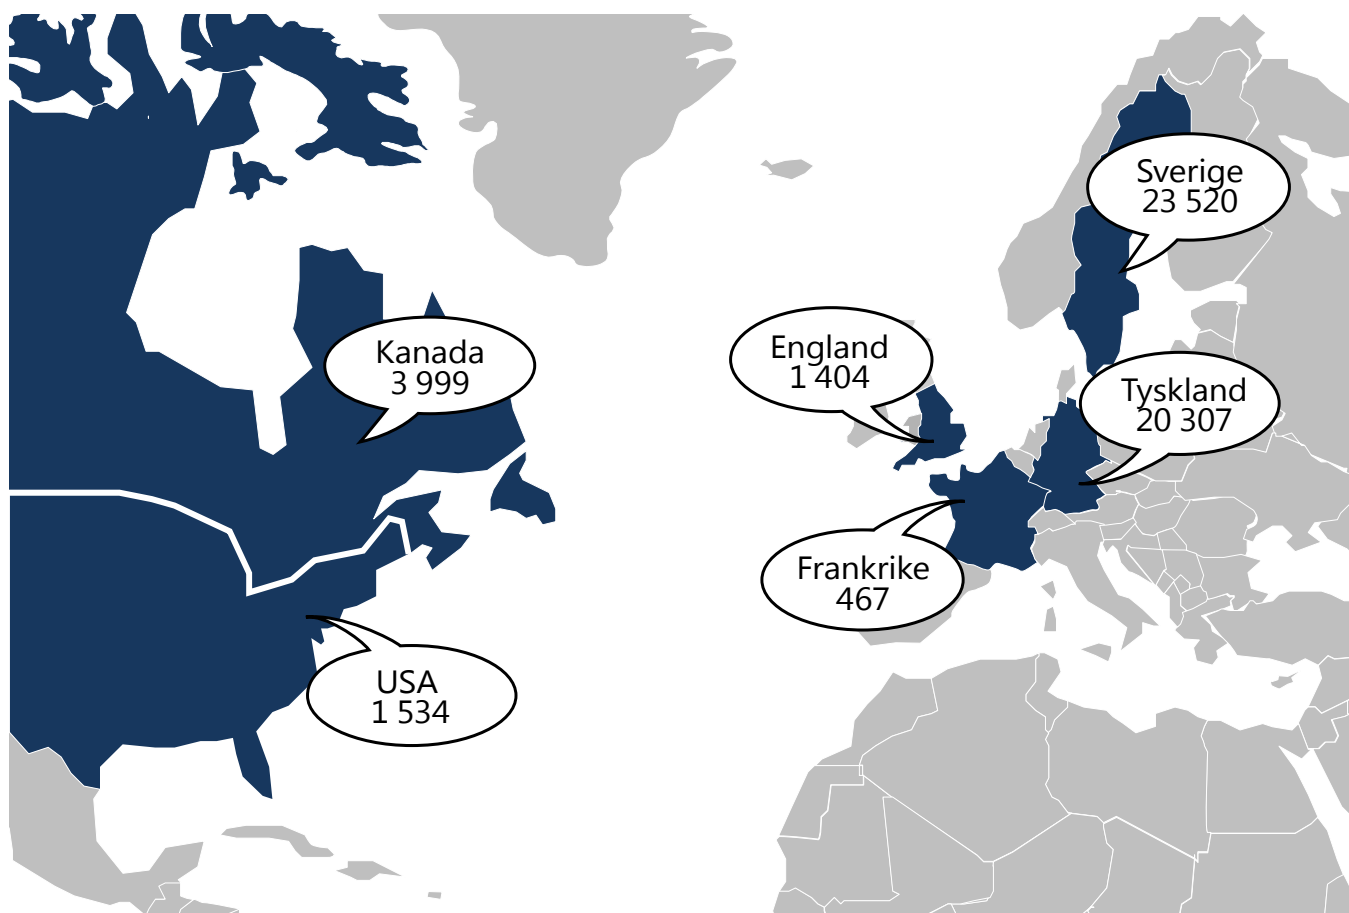 Sverige
23 520
Kanada
3 999
England
1 404
Tyskland
20 307
Frankrike
467
USA
1 534